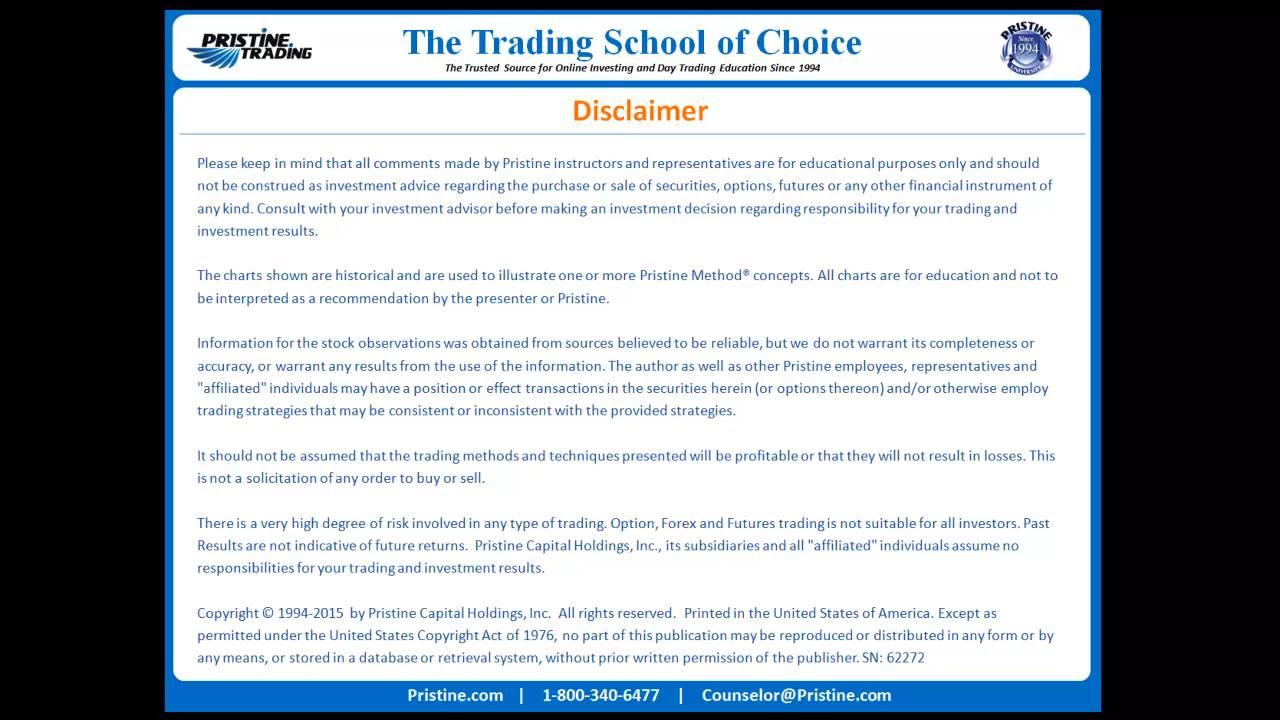 PRISTINE
TRADING
The Trading School of Choice
The Trusted Source for Online Investing and Day Trading Education Since 1994
PRISTINE
Since
1994
UNIVERSITY
Disclaimer
Please keep in mind that all comments made by Pristine instructors and representatives are for educational purposes only and should
not be construed as investment advice regarding the purchase or sale of securities, options, futures or any other financial instrument of
any kind. Consult with your investment advisor before making an investment decision regarding responsibility for your trading and
investment results.
The charts shown are historical and are used to illustrate one or more Pristine Method® concepts. All charts are for education and not to
be interpreted as a recommendation by the presenter or Pristine.
Information for the stock observations was obtained from sources believed to be reliable, but we do not warrant its completeness or
accuracy, or warrant any results from the use of the information. The author as well as other Pristine employees, representatives and
"affiliated" individuals may have a position or effect transactions in the securities herein (or options thereon) and/or otherwise employ
trading strategies that may be consistent or inconsistent with the provided strategies.
It should not be assumed that the trading methods and techniques presented will be profitable or that they will not result in losses. This
is not a solicitation of any order to buy or sell.
There is a very high degree of risk involved in any type of trading. Option, Forex and Futures trading is not suitable for all investors. Past
Results are not indicative of future returns.  Pristine Capital Holdings, Inc., its subsidiaries and all "affiliated" individuals assume no
responsibilities for your trading and investment results.
Copyright © 1994-2015  by Pristine Capital Holdings, Inc.  All rights reserved.  Printed in the United States of America. Except as
permitted under the United States Copyright Act of 1976, no part of this publication may be reproduced or distributed in any form or by
any means, or stored in a database or retrieval system, without prior written permission of the publisher. SN: 62272
Pristine.com | 1-800-340-6477 | Counselor@Pristine.com